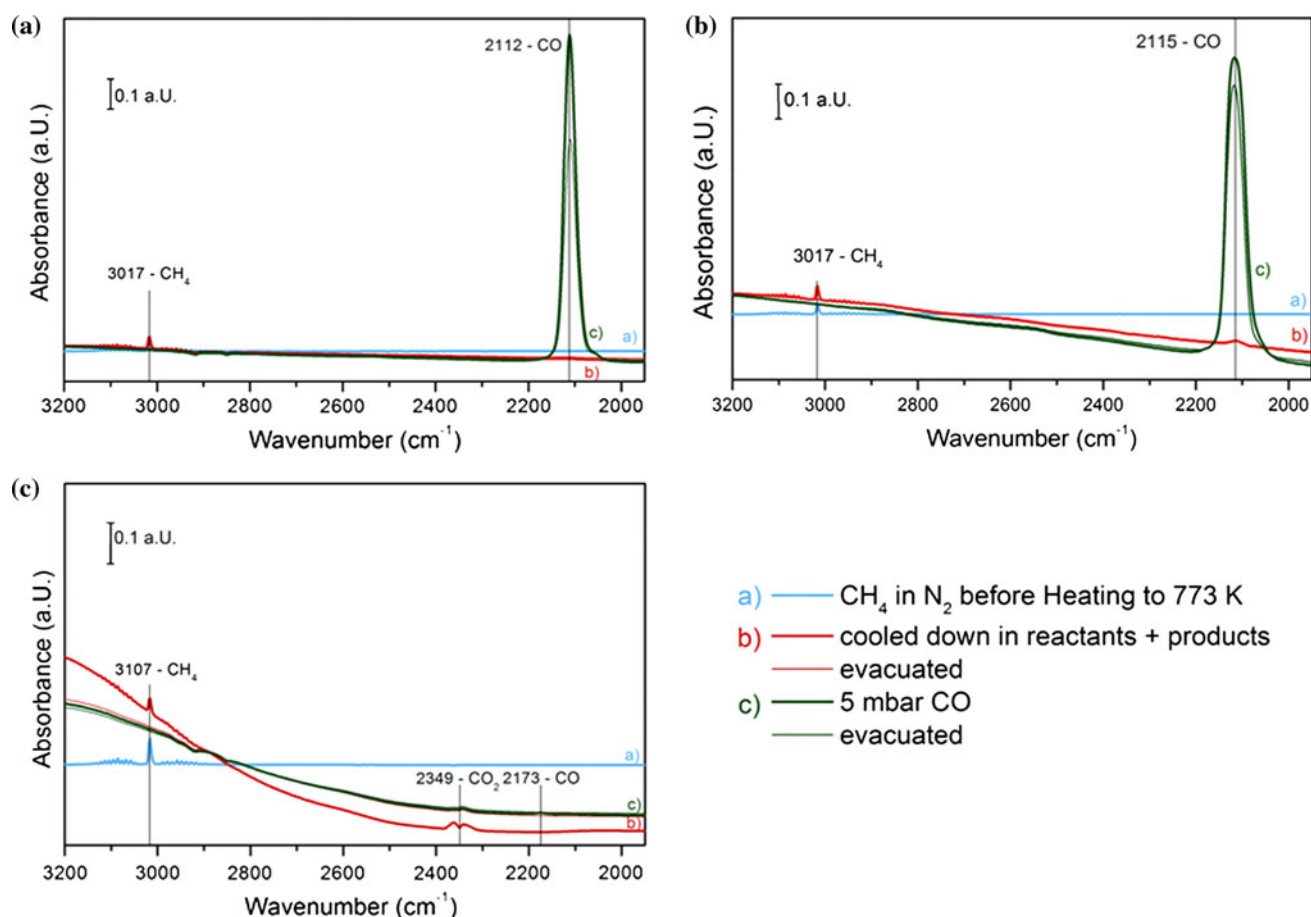 (a)
2112 - CO
0.1 a.U.
Absorbance (a.U.)
3017 - CH₄
c)
a)
b)
3200 3000 2800 2600 2400 2200 2000
Wavenumber (cm⁻¹)
(b)
2115 - CO
0.1 a.U.
Absorbance (a.U.)
3017 - CH₄
c)
a)
b)
3200 3000 2800 2600 2400 2200 2000
Wavenumber (cm⁻¹)
(c)
0.1 a.U.
Absorbance (a.U.)
3107 - CH₄
a)
2349 - CO₂ 2173 - CO
c)
b)
3200 3000 2800 2600 2400 2200 2000
Wavenumber (cm⁻¹)
a) CH₄ in N₂ before Heating to 773 K
b) cooled down in reactants + products
evacuated
c) 5 mbar CO
evacuated